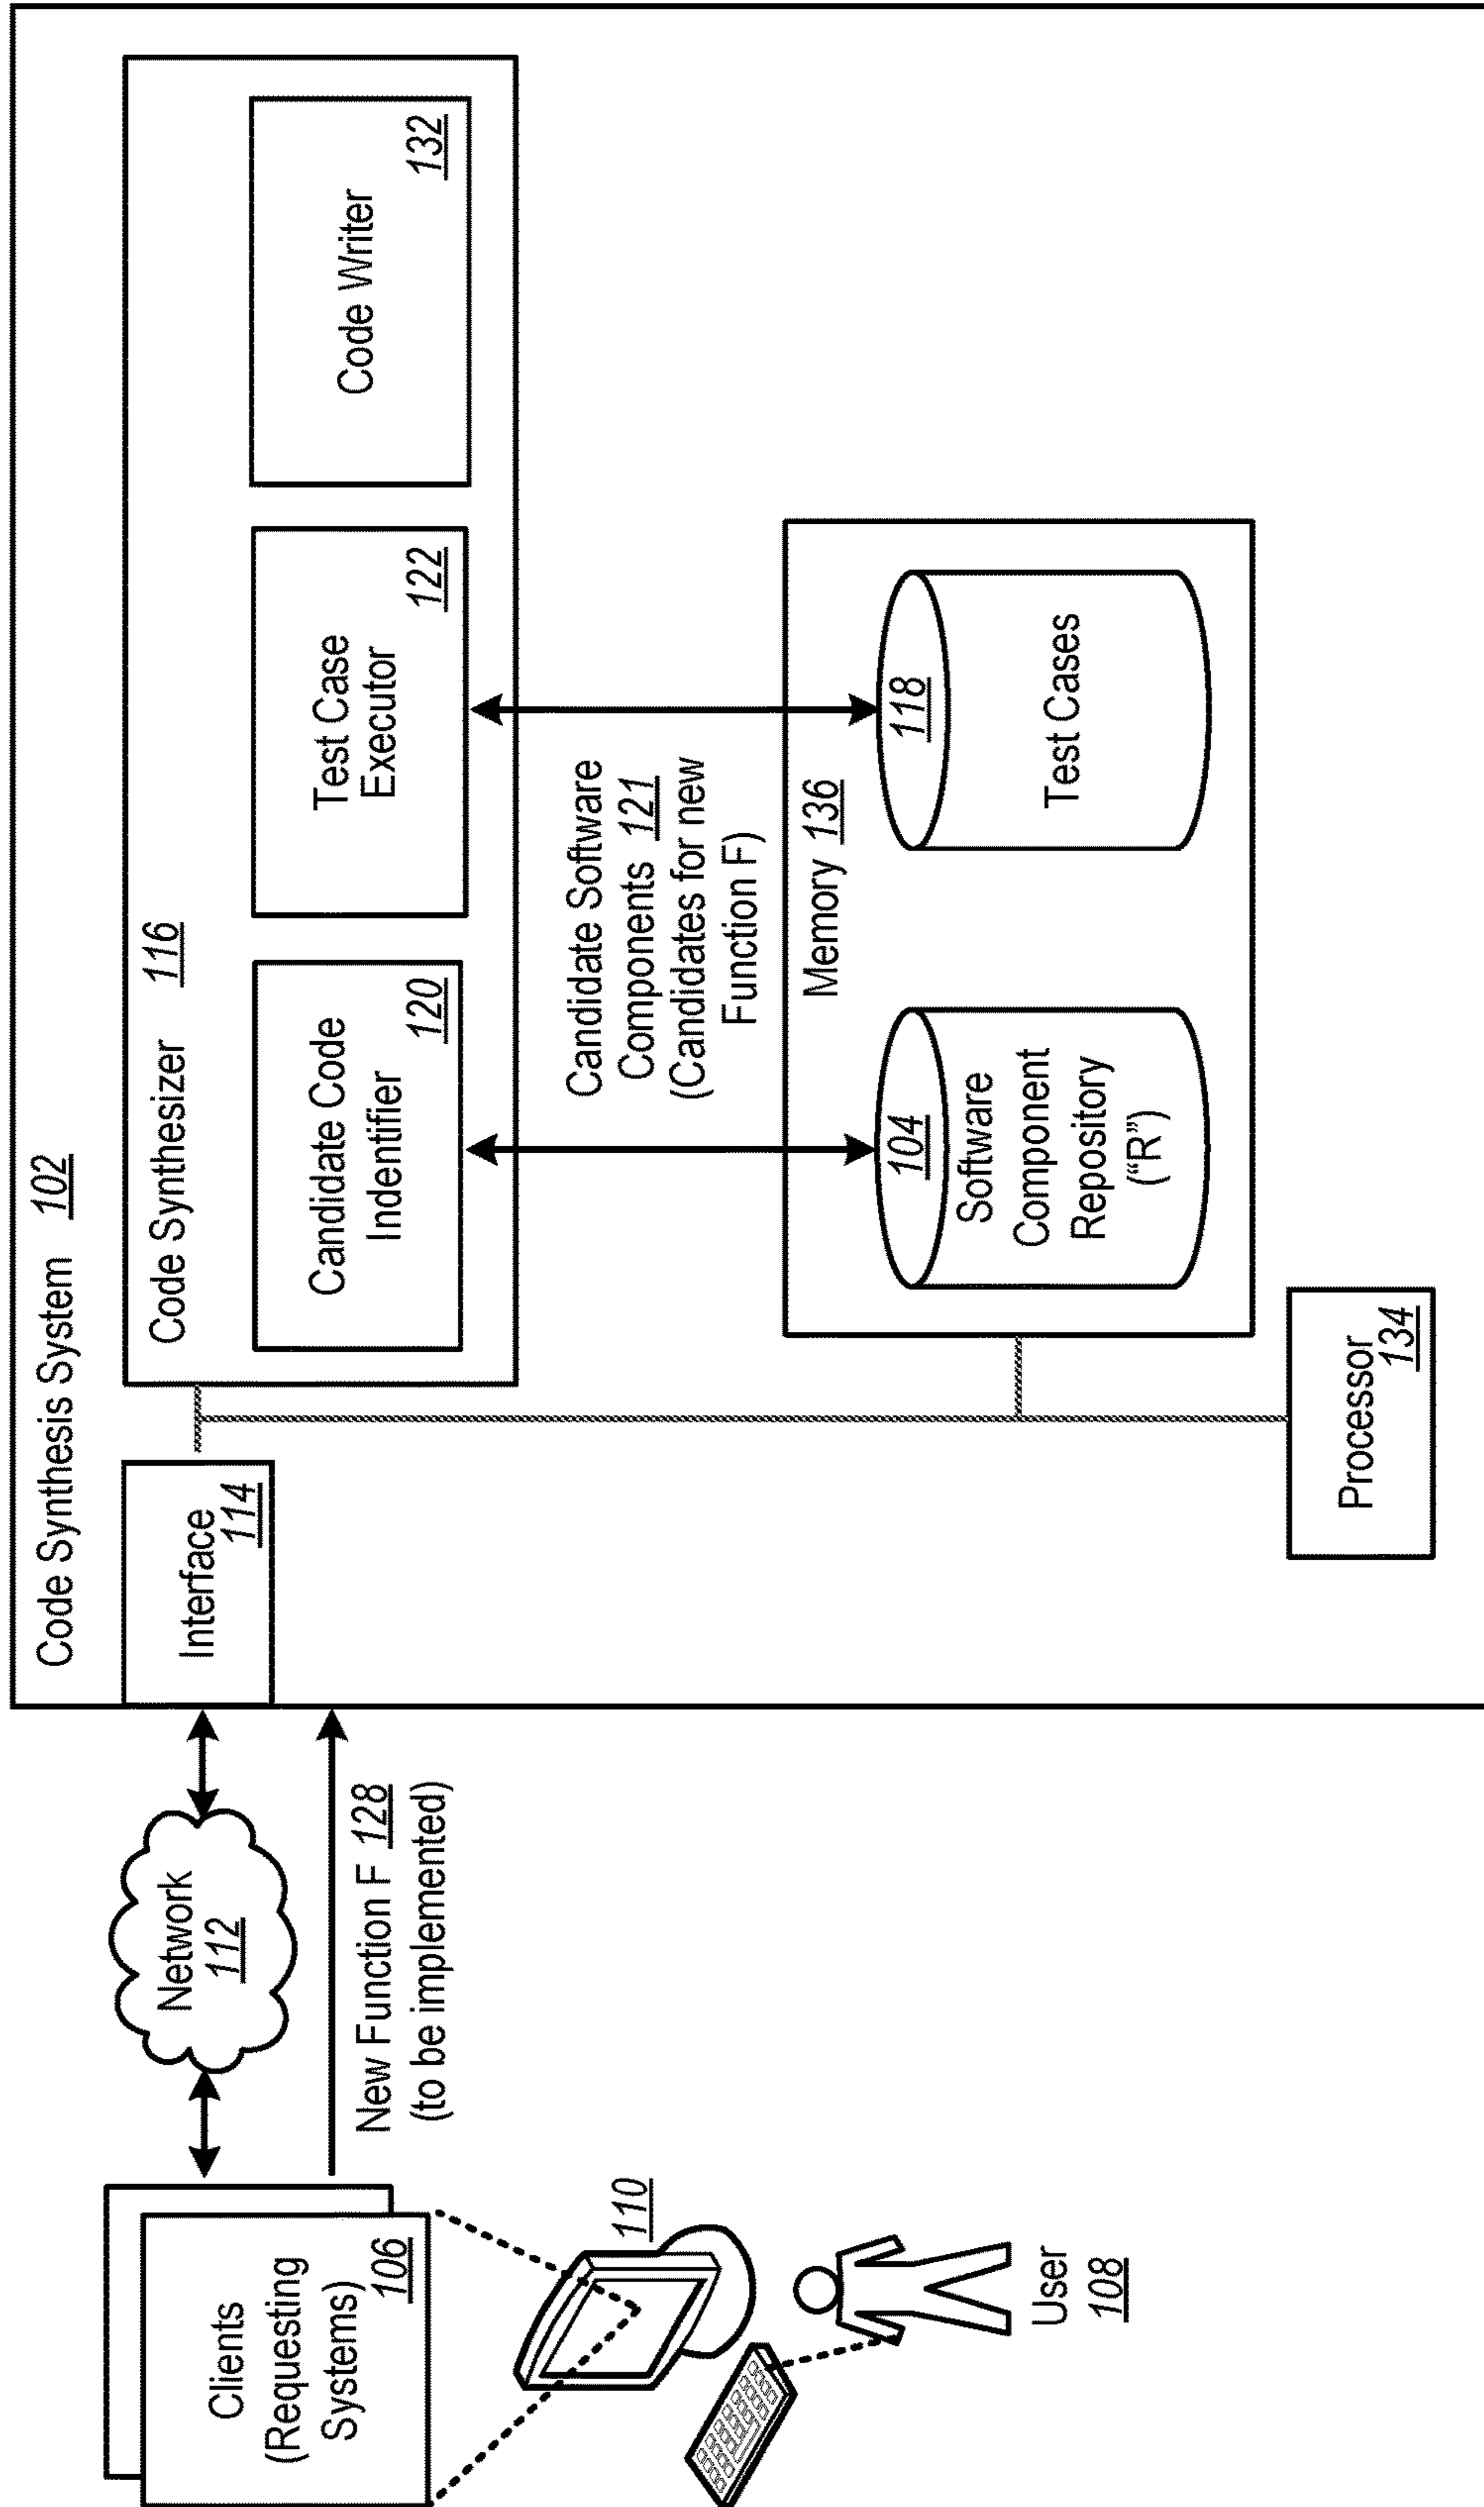 Code Synthesis System 102
Clients
(Requesting
Systems)
106
Network
112
Interface
114
New Function F 128
(to be implemented)
110
User
108
Code Synthesizer 116
Candidate Code
Indentifier
120
Test Case
Executor
122
Code Writer
132
Candidate Software
Components 121
(Candidates for new
Function F)
Memory 136
104
Software
Component
Repository
(“R”)
118
Test Cases
Processor
134